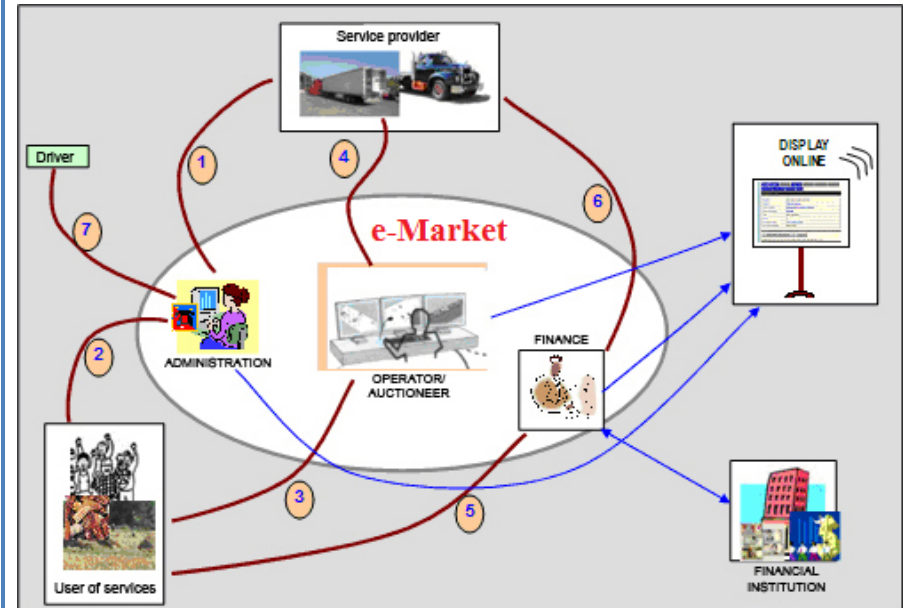 Service provider
Driver
1
4
DISPLAY
ONLINE
6
7
e-Market
FINANCE
2
ADMINISTRATION
OPERATOR/
AUCTIONEER
3
5
User of services
FINANCIAL
INSTITUTION